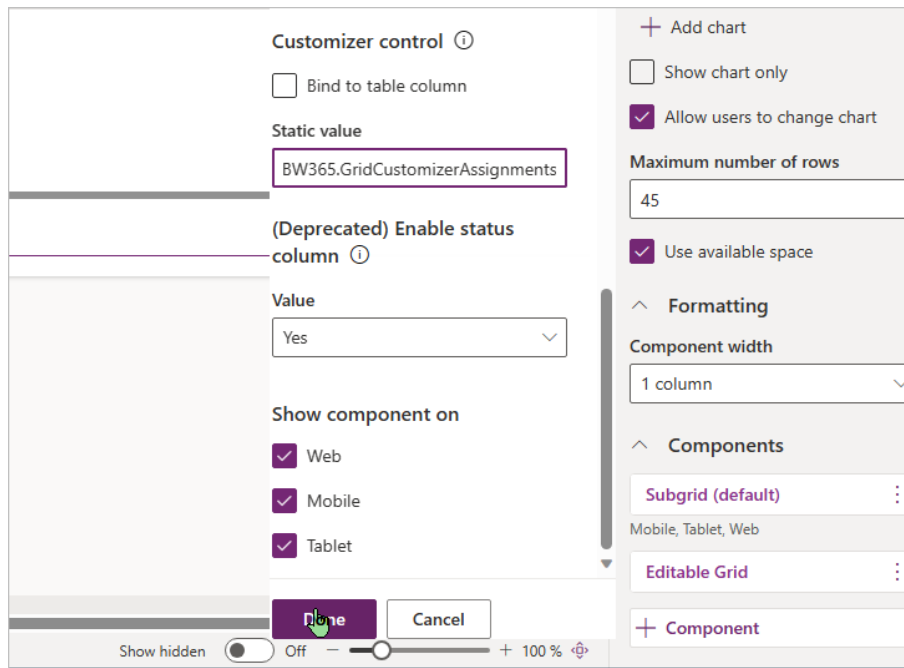 Customizer control
Bind to table column
Static value
BW365.GridCustomizerAssignments
(Deprecated) Enable status
column
Value
Yes
Show component on
Web
Mobile
Tablet
Done
Cancel
Show hidden
Off
100 %
Add chart
Show chart only
Allow users to change chart
Maximum number of rows
45
Use available space
Formatting
Component width
1 column
Components
Subgrid (default)
Mobile, Tablet, Web
Editable Grid
Component